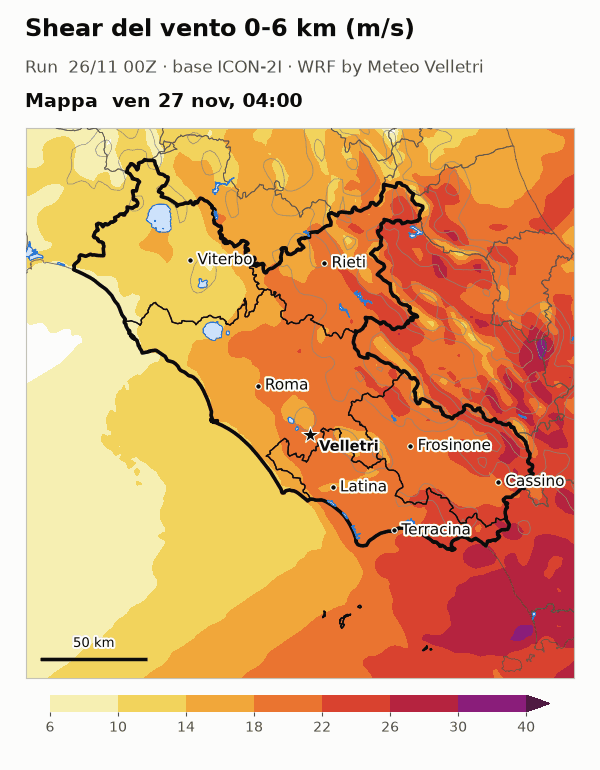 Shear del vento 0-6 km (m/s)
Run  26/11 00Z · base ICON-2I · WRF by Meteo Velletri
Mappa  ven 27 nov, 04:00
Viterbo
Rieti
Roma
Velletri
Frosinone
Latina
Cassino
Terracina
50 km
6 10 14 18 22 26 30 40